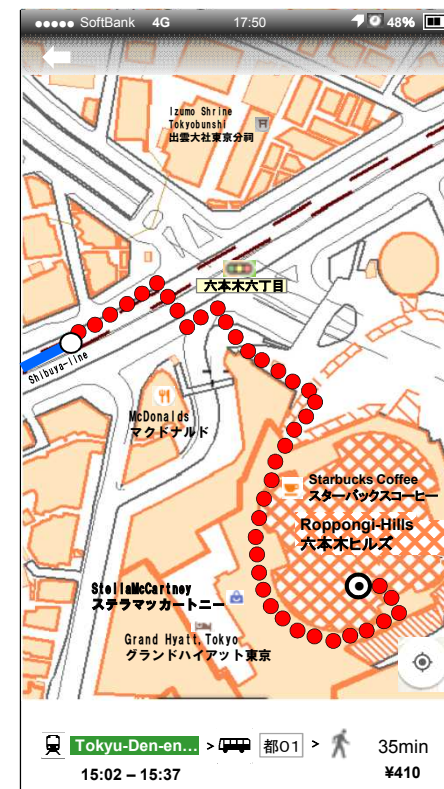 SoftBank 4G 17:50 48%
Izumo Shrine
Tokyobunshi
出雲大社東京分祠
六本木六丁目
Shibuya-line
McDonalds
マクドナルド
Starbucks Coffee
スターバックスコーヒー
Roppongi-Hills
六本木ヒルズ
StellaMcCartney
ステラマッカートニー
Grand Hyatt, Tokyo
グランドハイアット東京
Tokyu-Den-en... > 都01 > 35min
15:02 – 15:37 ¥410